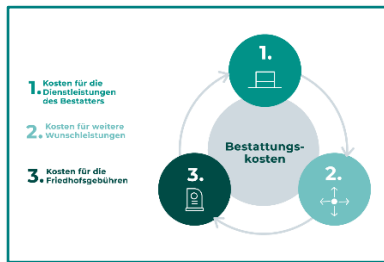 1. Kosten für die
Dienstleistungen
des Bestatters
2. Kosten für weitere
Wunschleistungen
3. Kosten für die
Friedhofsgebühren
1.
Bestattungs-
kosten
3.
2.